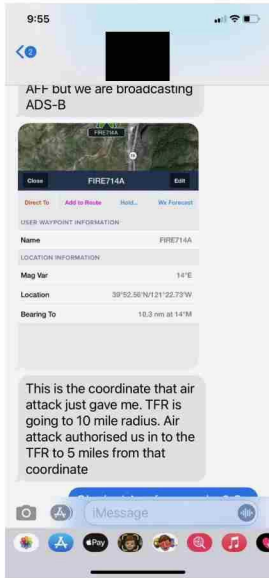 9:55
2
AFF but we are broadcasting
ADS-B
FIRE714A
Close FIRE714A Edit
Direct To Add to Route Hold... Wx Forecast
USER WAYPOINT INFORMATION
Name FIRE714A
LOCATION INFORMATION
Mag Var 14°E
Location 39°52.56'N/121°22.73'W
Bearing To 10.3 nm at 14°M
This is the coordinate that air
attack just gave me. TFR is
going to 10 mile radius. Air
attack authorised us in to the
TFR to 5 miles from that
coordinate
iMessage
Pay